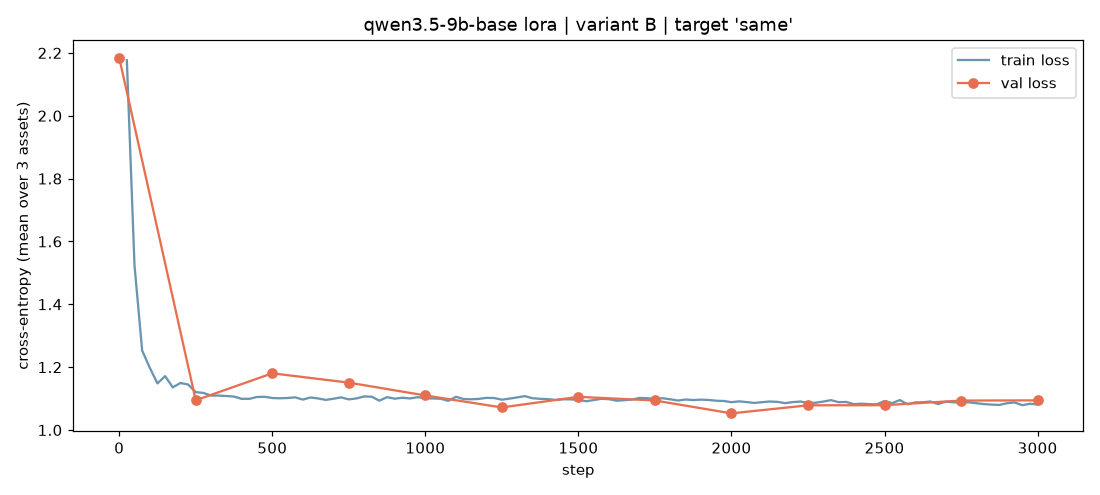 qwen3.5-9b-base lora | variant B | target 'same'
train loss
val loss
cross-entropy (mean over 3 assets)
2.2
2.0
1.8
1.6
1.4
1.2
1.0
0 500 1000 1500 2000 2500 3000
step